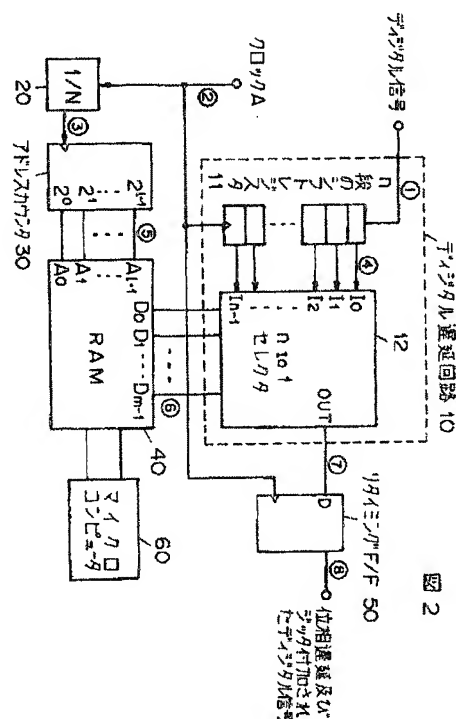 図2
ディジタル遅延回路 10
ディジタル信号
①
n段のシフトレジスタ
11
④
I0
I1
I2
In-1
12
n to 1
セレクタ
OUT
⑦
D
リタイミングF/F 50
⑧
位相遅延及び
ジッタ付加され
たディジタル信号
クロックA
②
1/N
20
③
2^0
2^1
2^(l-1)
アドレスカウンタ 30
⑤
A0
A1
Al-1
RAM
40
D0
D1
Dm-1
⑥
マイクロ
コンピュータ
60